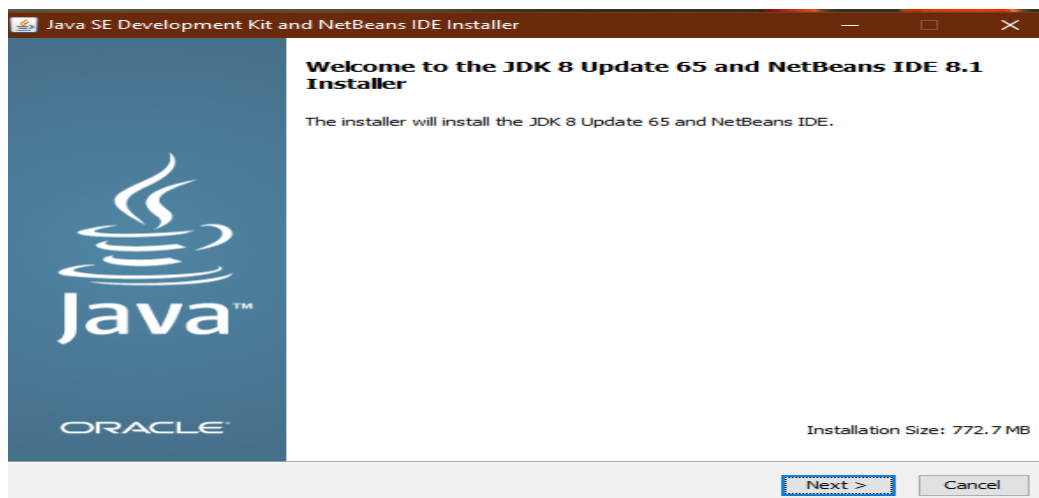 Java SE Development Kit and NetBeans IDE Installer
Welcome to the JDK 8 Update 65 and NetBeans IDE 8.1
Installer
The installer will install the JDK 8 Update 65 and NetBeans IDE.
Java™
ORACLE
Installation Size: 772.7 MB
Next >
Cancel